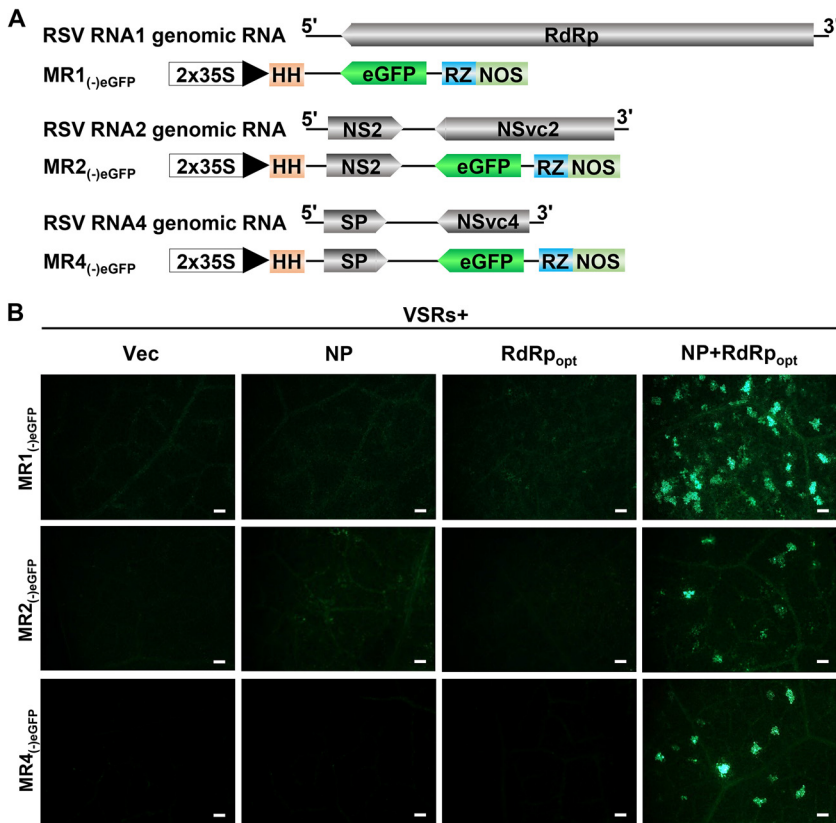 A
RSV RNA1 genomic RNA 5' RdRp 3'
MR1(-)eGFP 2x35S HH eGFP RZ NOS
RSV RNA2 genomic RNA 5' NS2 NSvc2 3'
MR2(-)eGFP 2x35S HH NS2 eGFP RZ NOS
RSV RNA4 genomic RNA 5' SP NSvc4 3'
MR4(-)eGFP 2x35S HH SP eGFP RZ NOS
B
VSRs+
Vec NP RdRpopt NP+RdRpopt
MR1(-)eGFP
MR2(-)eGFP
MR4(-)eGFP